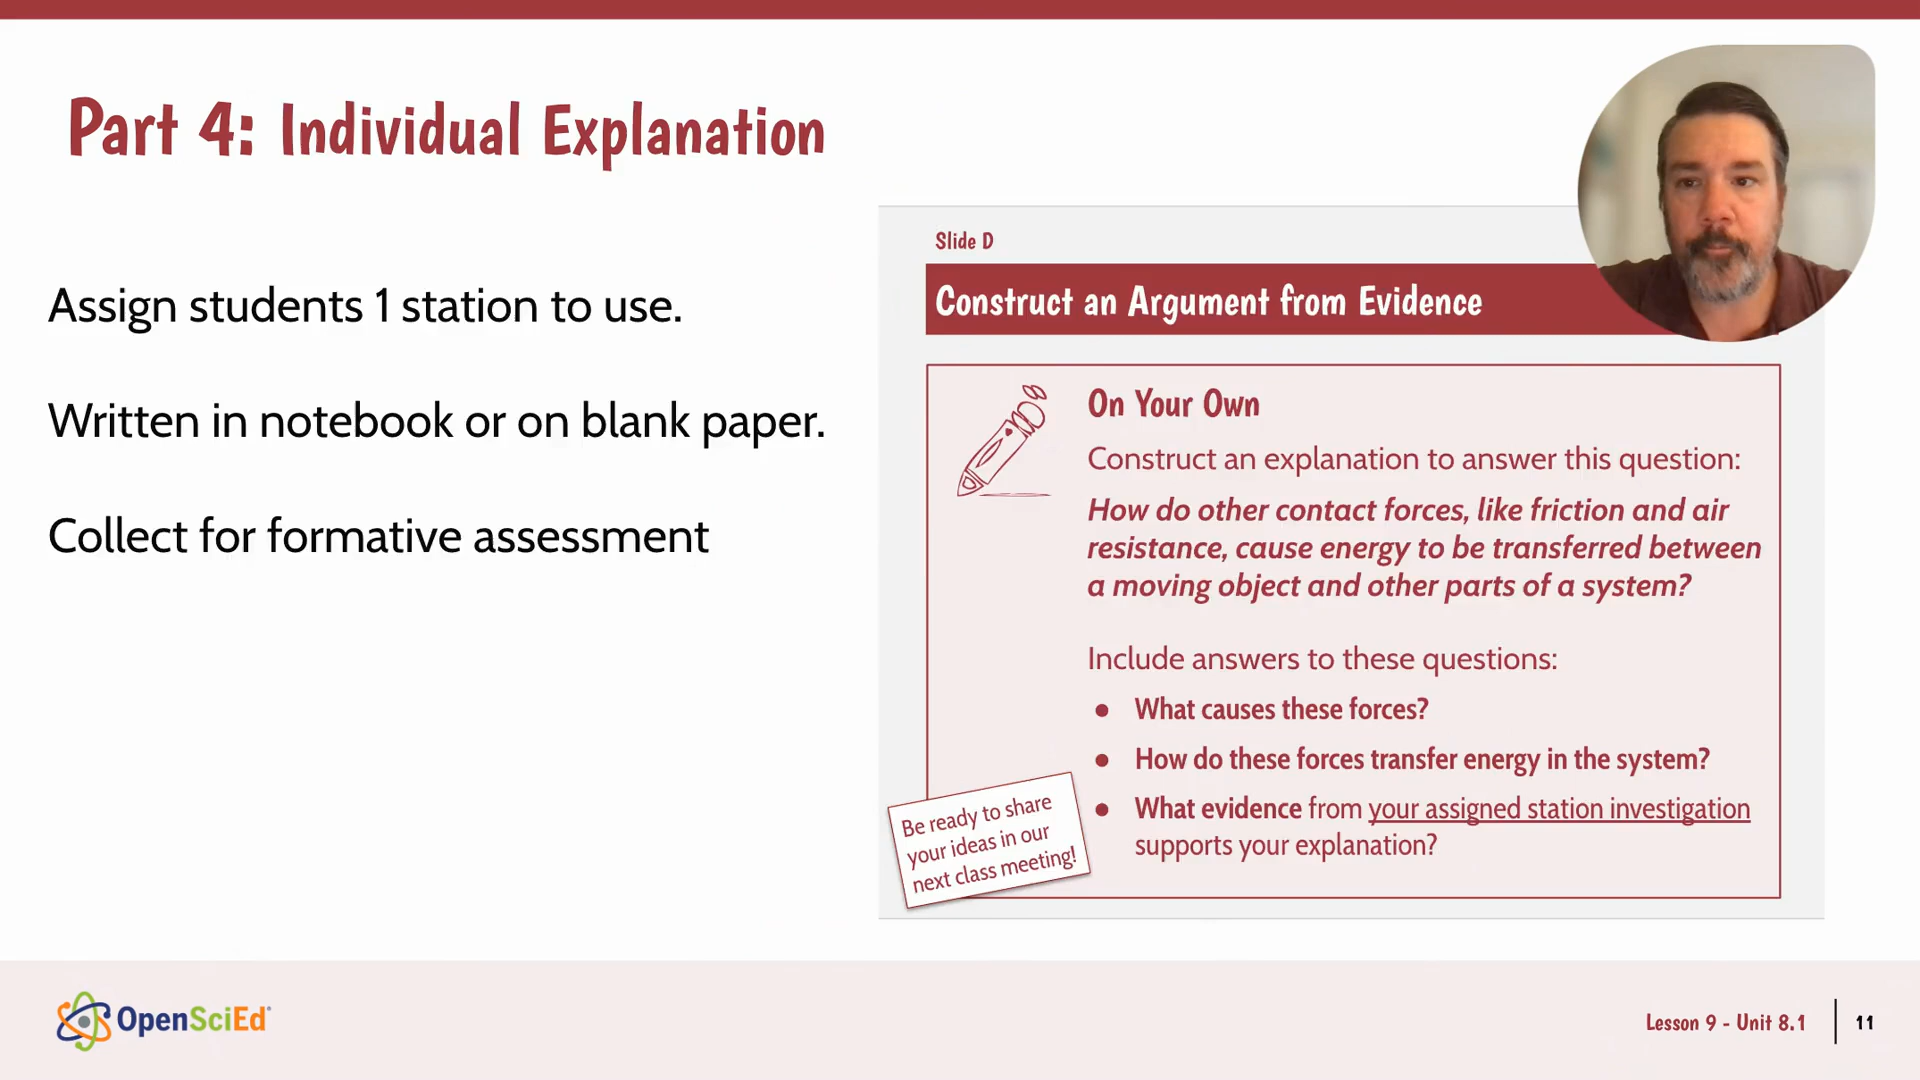 Part 4: Individual Explanation
Assign students 1 station to use.
Written in notebook or on blank paper.
Collect for formative assessment
Slide D
Construct an Argument from Evidence
On Your Own
Construct an explanation to answer this question:
How do other contact forces, like friction and air
resistance, cause energy to be transferred between
a moving object and other parts of a system?
Include answers to these questions:
● What causes these forces?
● How do these forces transfer energy in the system?
● What evidence from your assigned station investigation
supports your explanation?
Be ready to share
your ideas in our
next class meeting!
OpenSciEd®
Lesson 9 - Unit 8.1
11